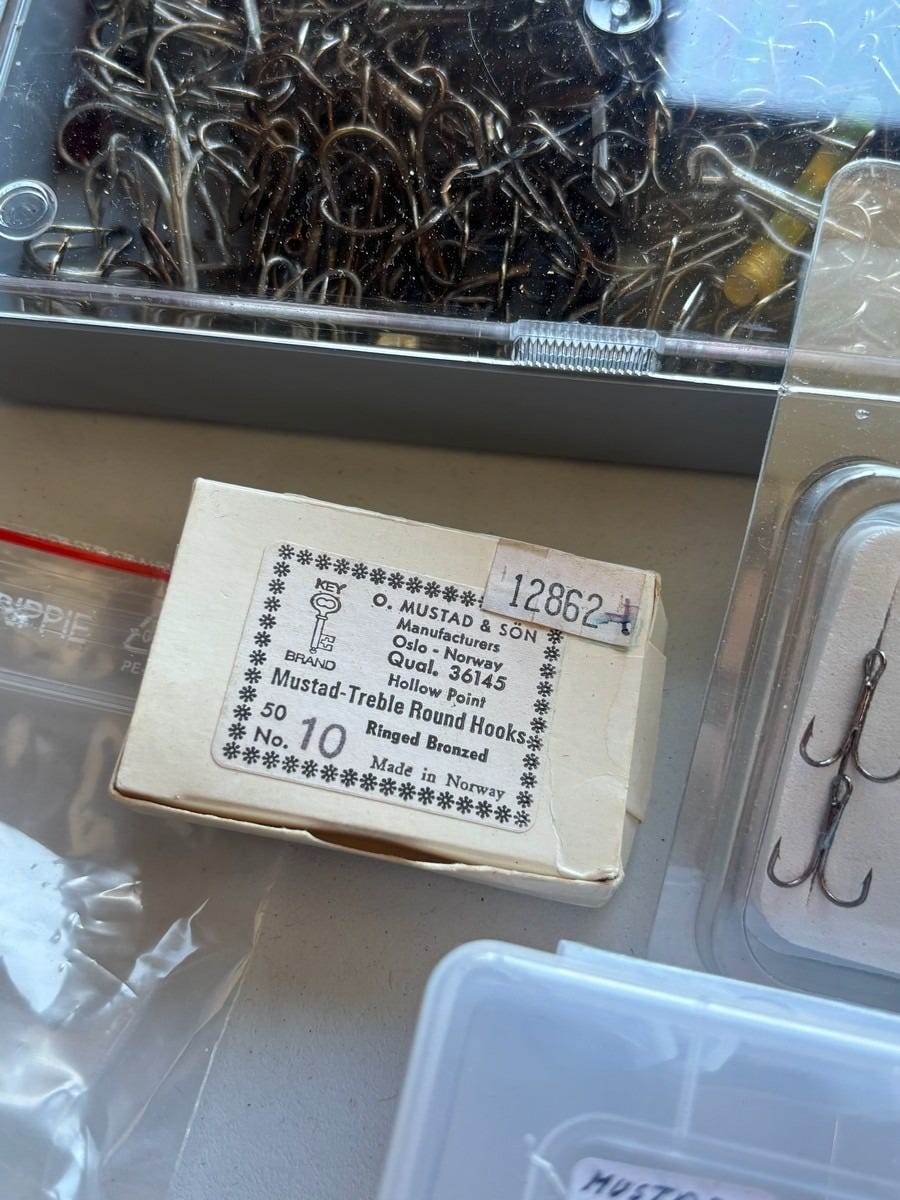 12862
KEY
BRAND
O. MUSTAD & SÖN
Manufacturers
Oslo - Norway
Qual. 36145
Hollow Point
Mustad-Treble Round Hooks
50
Ringed Bronzed
No. 10
Made in Norway